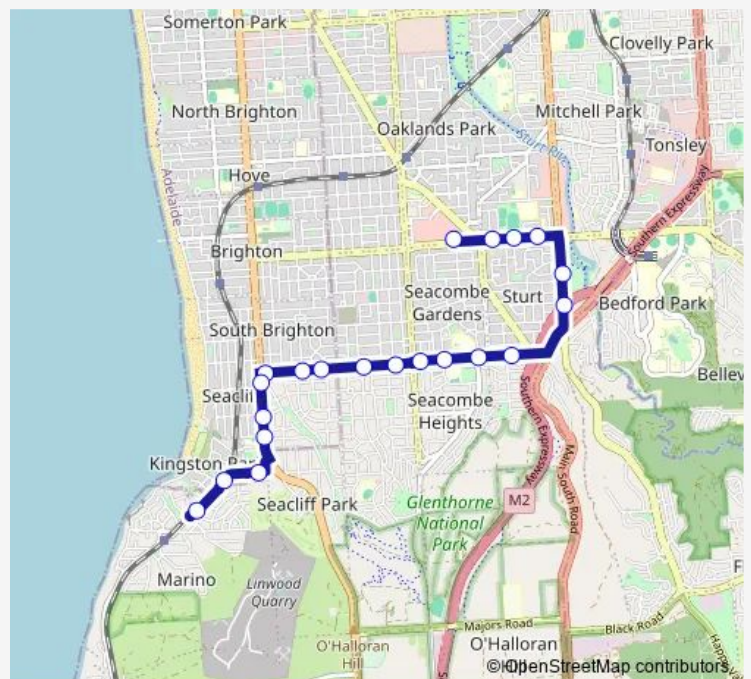 Somerton Park
Clovelly Park
North Brighton
Mitchell Park
Oaklands Park
Sturt
Tonsley
Adelaide
Hove
Southern Expressway
Brighton
Seacombe
Gardens
Sturt
Bedford Park
South Brighton
Seaclif
Seacombe
Heights
Southern Expressway
Kingston Par
Seacliff Park
Glenthorne
National
Park
M2
Main South Road
Marino
Linwood
Quarry
Majors Road
Black Road
O'Halloran
Hill
O'Halloran
© OpenStreetMap contributors